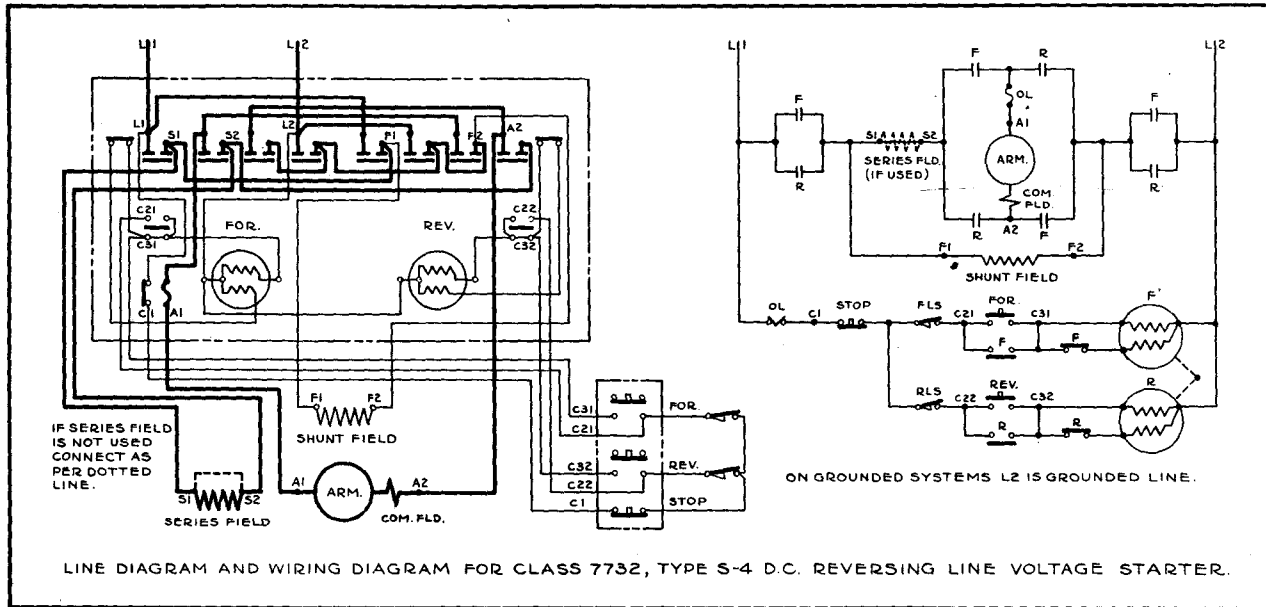 L1
L2
L1
S1
S2
L2
F1
F2
A2
C21
C31
FOR.
REV.
C22
C32
C1
A1
F1
F2
SHUNT FIELD
IF SERIES FIELD
IS NOT USED
CONNECT AS
PER DOTTED
LINE.
S1
S2
SERIES FIELD
A1
ARM.
A2
COM. FLD.
C31
FOR.
C21
C32
REV.
C22
C1
STOP
L1
L2
F
R
OL
A1
F
R
S1
S2
SERIES FLD.
(IF USED)
ARM.
COM.
FLD.
R
A2
F
F
R
F1
F2
SHUNT FIELD
OL
C1
STOP
FLS
C21
FOR.
C31
F
F
F
RLS
C22
REV.
C32
R
R
R
ON GROUNDED SYSTEMS L2 IS GROUNDED LINE.
LINE DIAGRAM AND WIRING DIAGRAM FOR CLASS 7732, TYPE S-4 D.C. REVERSING LINE VOLTAGE STARTER.